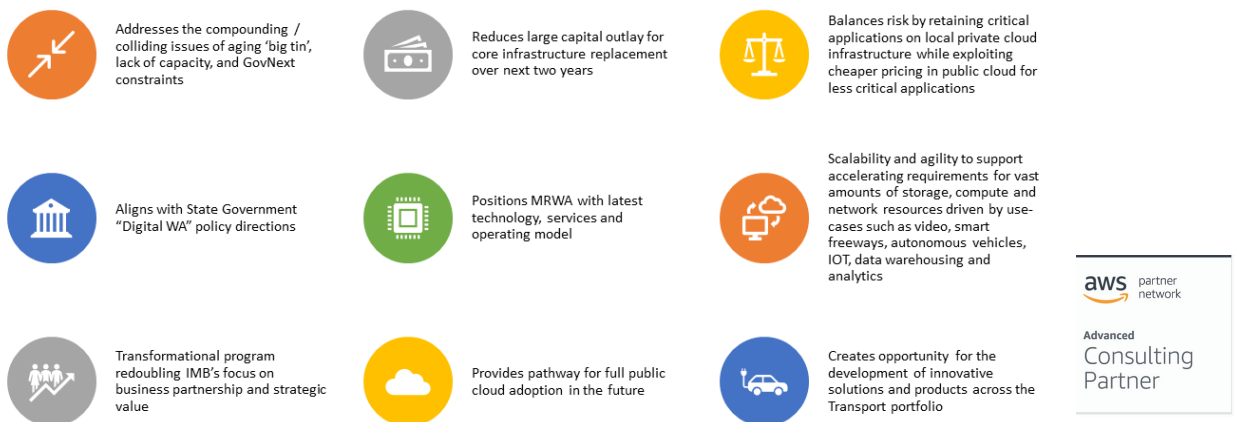 Addresses the compounding /
colliding issues of aging ‘big tin’,
lack of capacity, and GovNext
constraints
Reduces large capital outlay for
core infrastructure replacement
over next two years
Balances risk by retaining critical
applications on local private cloud
infrastructure while exploiting
cheaper pricing in public cloud for
less critical applications
Aligns with State Government
“Digital WA” policy directions
Positions MRWA with latest
technology, services and
operating model
Scalability and agility to support
accelerating requirements for vast
amounts of storage, compute and
network resources driven by use-
cases such as video, smart
freeways, autonomous vehicles,
IOT, data warehousing and
analytics
Transformational program
redoubling IMB’s focus on
business partnership and strategic
value
Provides pathway for full public
cloud adoption in the future
Creates opportunity for the
development of innovative
solutions and products across the
Transport portfolio
aws partner
network
Advanced
Consulting
Partner